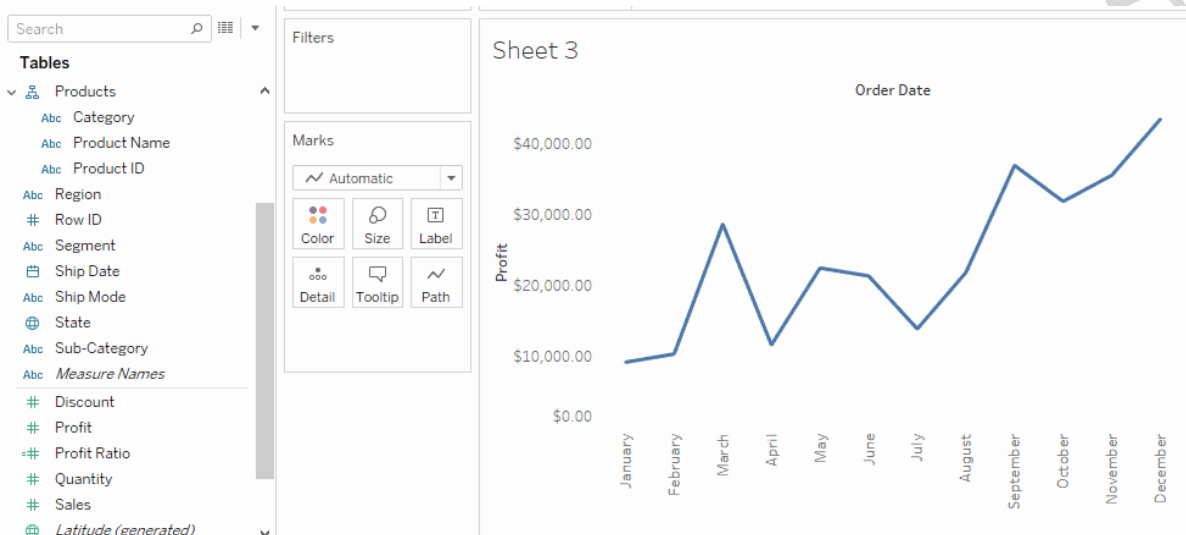 Search
Tables
Products
Abc Category
Abc Product Name
Abc Product ID
Abc Region
# Row ID
Abc Segment
Ship Date
Abc Ship Mode
State
Abc Sub-Category
Abc Measure Names
# Discount
# Profit
=# Profit Ratio
# Quantity
# Sales
Latitude (generated)
Filters
Marks
Automatic
Color Size Label
Detail Tooltip Path
Sheet 3
Order Date
Profit
$40,000.00
$30,000.00
$20,000.00
$10,000.00
$0.00
January
February
March
April
May
June
July
August
September
October
November
December